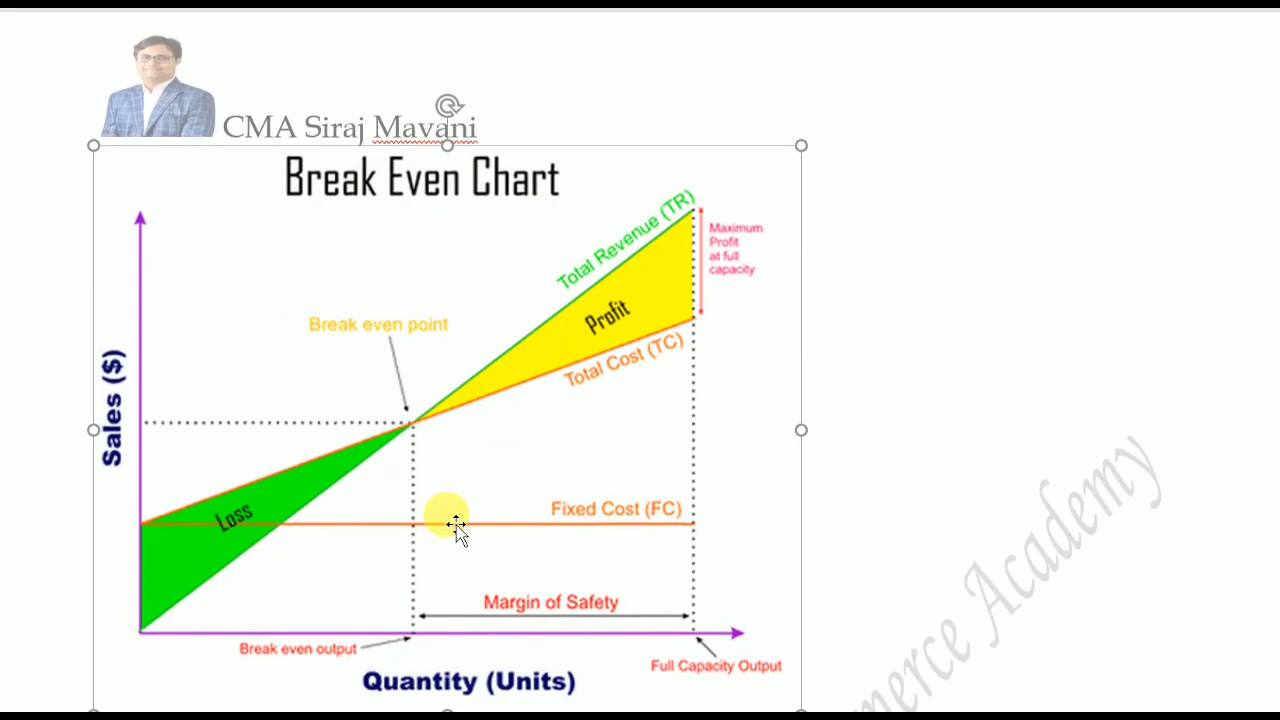 CMA Siraj Mavani
Break Even Chart
Total Revenue (TR)
Maximum
Profit
at full
capacity
Profit
Break even point
Total Cost (TC)
Sales ($)
Loss
Fixed Cost (FC)
Margin of Safety
Break even output
Full Capacity Output
Quantity (Units)
Academy